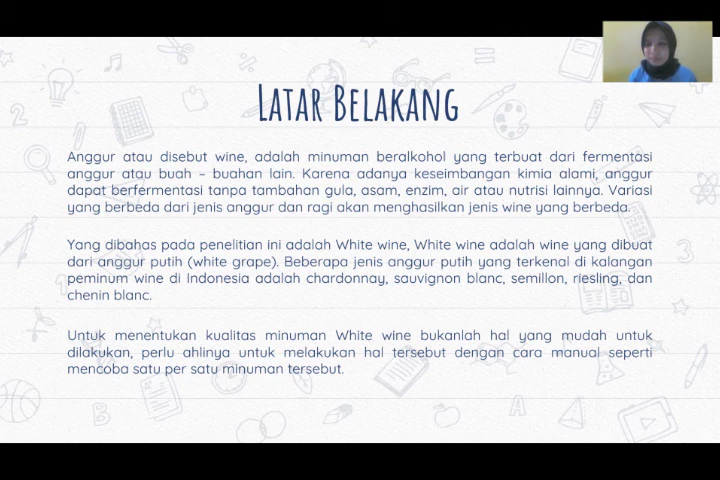 LATAR BELAKANG
Anggur atau disebut wine, adalah minuman beralkohol yang terbuat dari fermentasi
anggur atau buah – buahan lain. Karena adanya keseimbangan kimia alami, anggur
dapat berfermentasi tanpa tambahan gula, asam, enzim, air atau nutrisi lainnya. Variasi
yang berbeda dari jenis anggur dan ragi akan menghasilkan jenis wine yang berbeda.
Yang dibahas pada penelitian ini adalah White wine, White wine adalah wine yang dibuat
dari anggur putih (white grape). Beberapa jenis anggur putih yang terkenal di kalangan
peminum wine di Indonesia adalah chardonnay, sauvignon blanc, semillon, riesling, dan
chenin blanc.
Untuk menentukan kualitas minuman White wine bukanlah hal yang mudah untuk
dilakukan, perlu ahlinya untuk melakukan hal tersebut dengan cara manual seperti
mencoba satu per satu minuman tersebut.